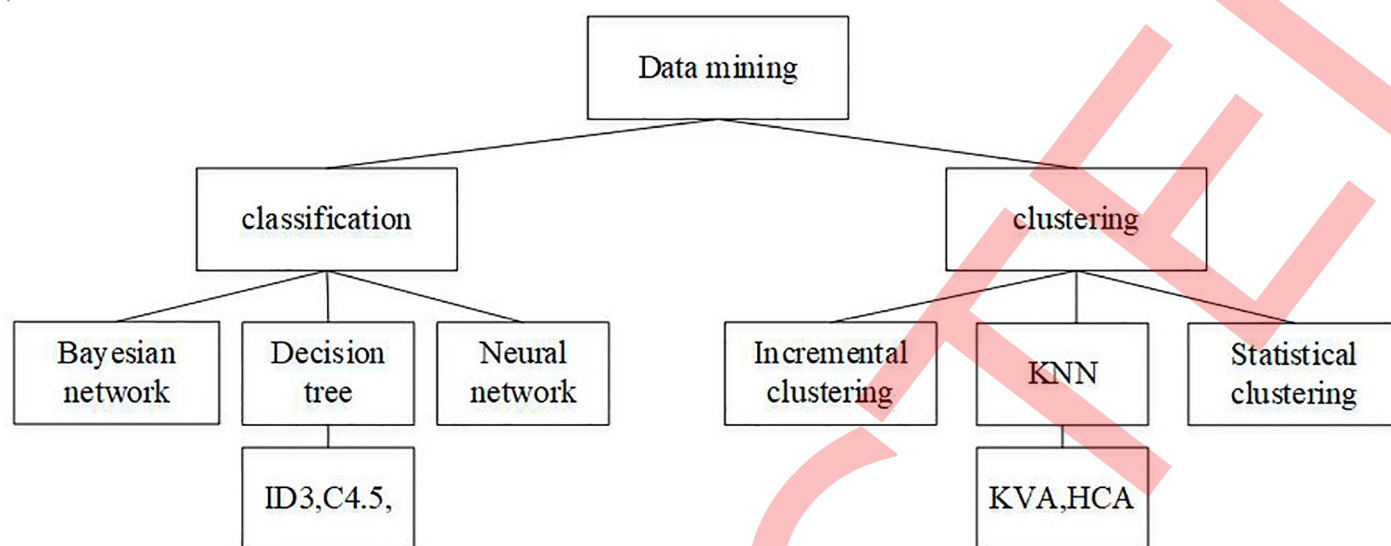 Data mining
classification
clustering
Bayesian
network
Decision
tree
Neural
network
Incremental
clustering
KNN
Statistical
clustering
ID3,C4.5,
KVA,HCA